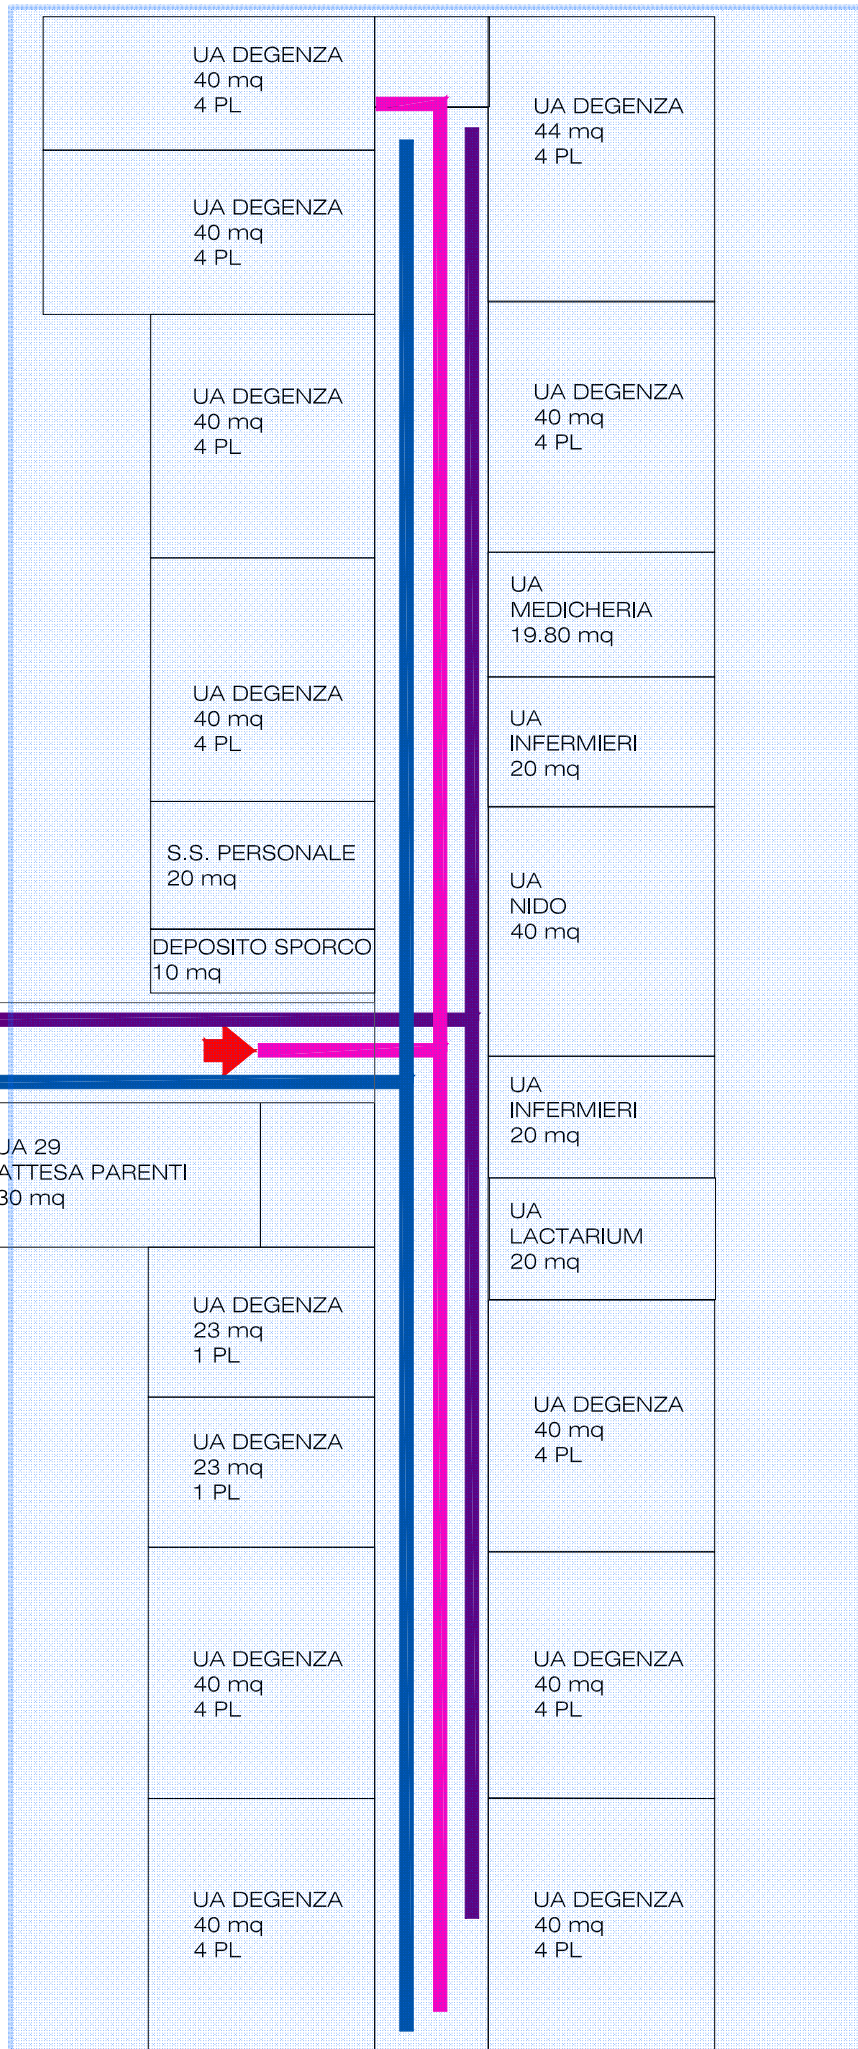 UA DEGENZA
40 mq
4 PL
UA DEGENZA
40 mq
4 PL
UA DEGENZA
40 mq
4 PL
UA DEGENZA
40 mq
4 PL
S.S. PERSONALE
20 mq
DEPOSITO SPORCO
10 mq
UA 29
ATTESA PARENTI
30 mq
UA DEGENZA
23 mq
1 PL
UA DEGENZA
23 mq
1 PL
UA DEGENZA
40 mq
4 PL
UA DEGENZA
40 mq
4 PL
UA DEGENZA
44 mq
4 PL
UA DEGENZA
40 mq
4 PL
UA
MEDICHERIA
19.80 mq
UA
INFERMIERI
20 mq
UA
NIDO
40 mq
UA
INFERMIERI
20 mq
UA
LACTARIUM
20 mq
UA DEGENZA
40 mq
4 PL
UA DEGENZA
40 mq
4 PL
UA DEGENZA
40 mq
4 PL